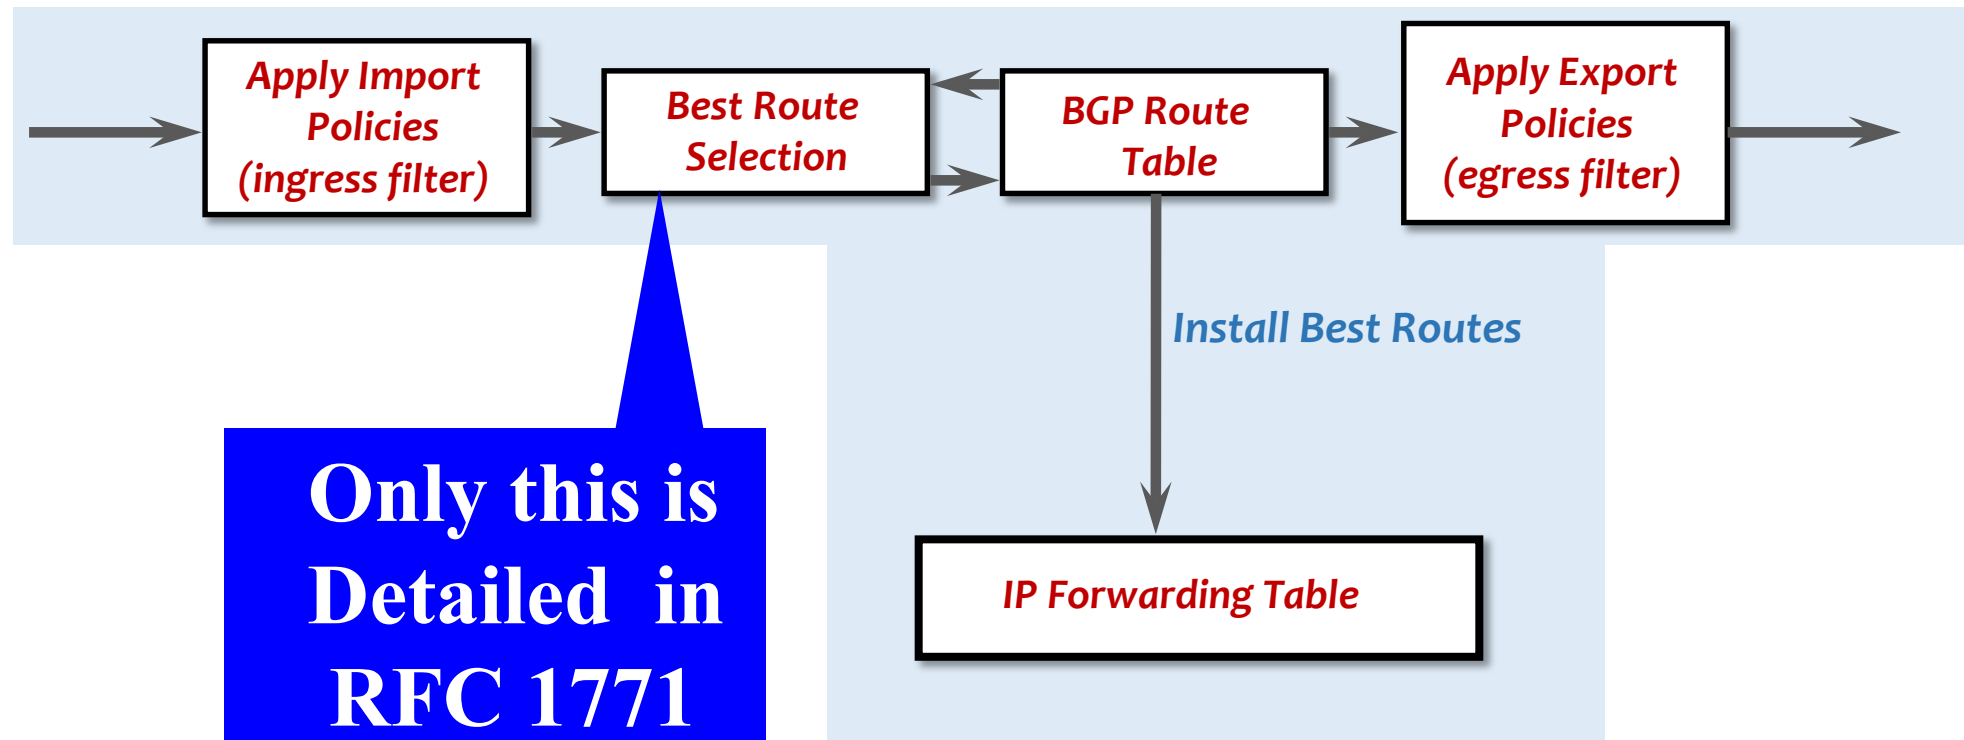 Apply Import
Policies
(ingress filter)
Best Route
Selection
BGP Route
Table
Apply Export
Policies
(egress filter)
Install Best Routes
Only this is
Detailed in
RFC 1771
IP Forwarding Table